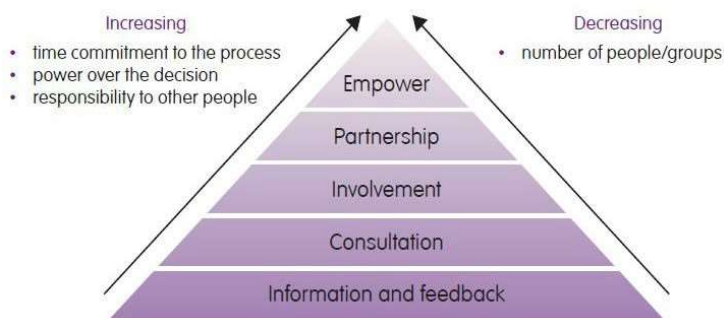 Increasing
• time commitment to the process
• power over the decision
• responsibility to other people
Decreasing
• number of people/groups
Empower
Partnership
Involvement
Consultation
Information and feedback